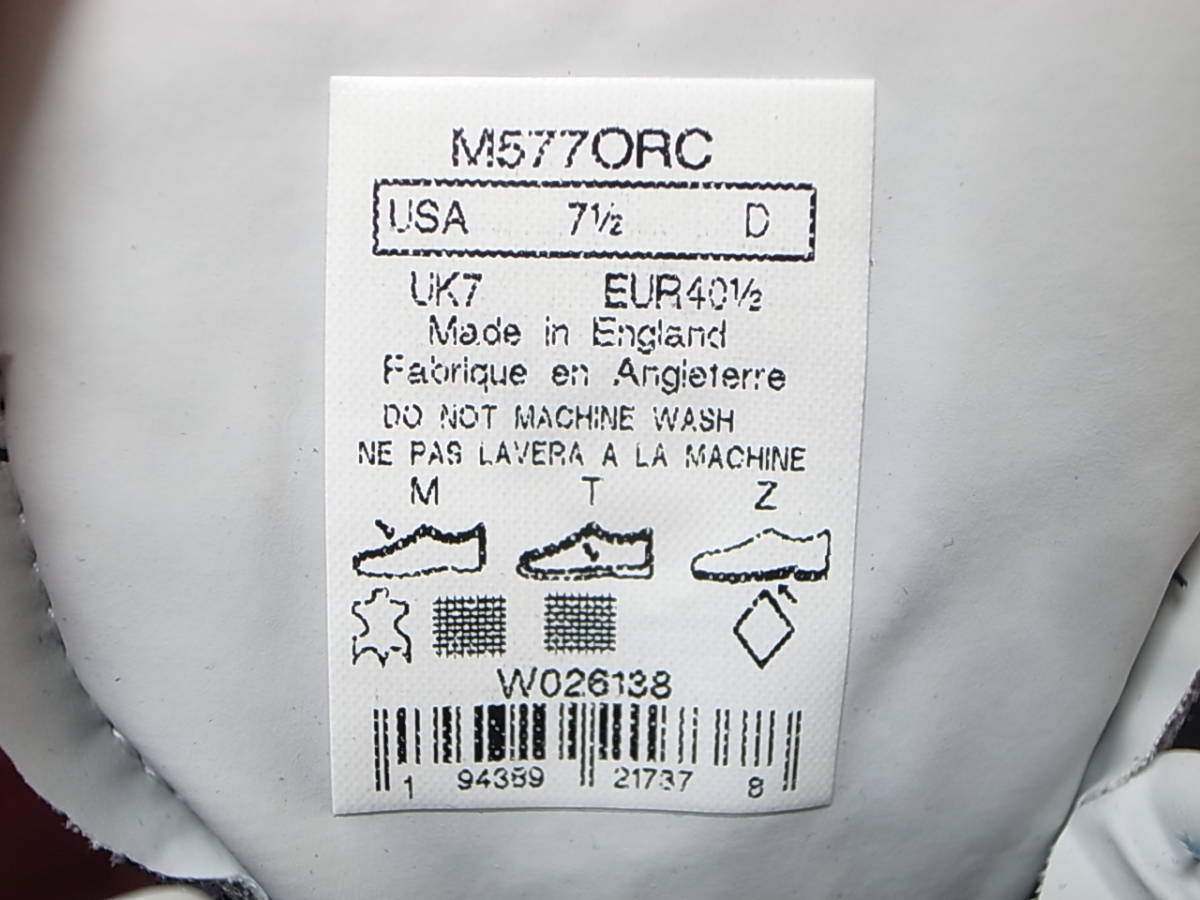 M577ORC
USA 7½ D
UK7 EUR40½
Made in England
Fabrique en Angleterre
DO NOT MACHINE WASH
NE PAS LAVERA A LA MACHINE
M T Z
W026138
1 94389 21737 8